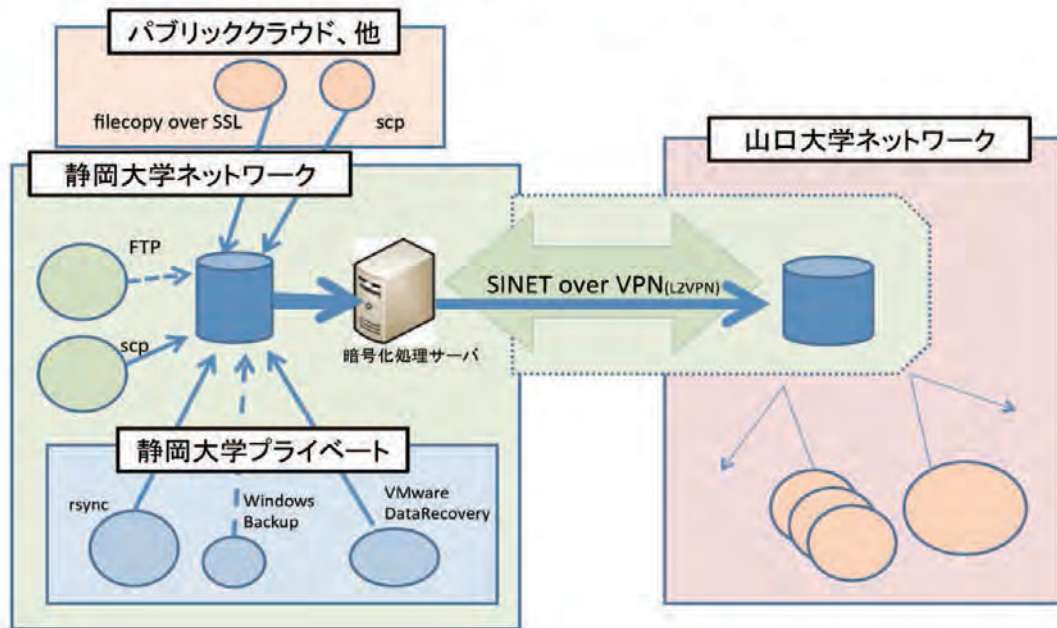 パブリッククラウド、他
filecopy over SSL
scp
静岡大学ネットワーク
山口大学ネットワーク
FTP
scp
SINET over VPN(L2VPN)
暗号化処理サーバ
静岡大学プライベート
rsync
Windows
Backup
VMware
DataRecovery